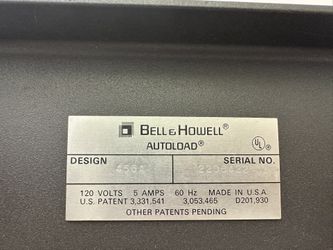 BELL & HOWELL®
AUTOLOAD®
UL®
DESIGN SERIAL NO.
120 VOLTS 5 AMPS 60 Hz MADE IN U.S.A
U.S. PATENT 3,331,541 3,053,465 D201,930
OTHER PATENTS PENDING